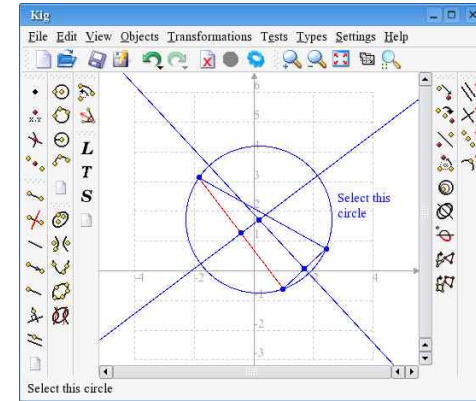 Kig
File Edit View Objects Transformations Tests Types Settings Help
X.Y
L
T
S
6
5
4
3
2
1
-4
-2
2
4
-1
-2
-3
Select this
circle
Select this circle